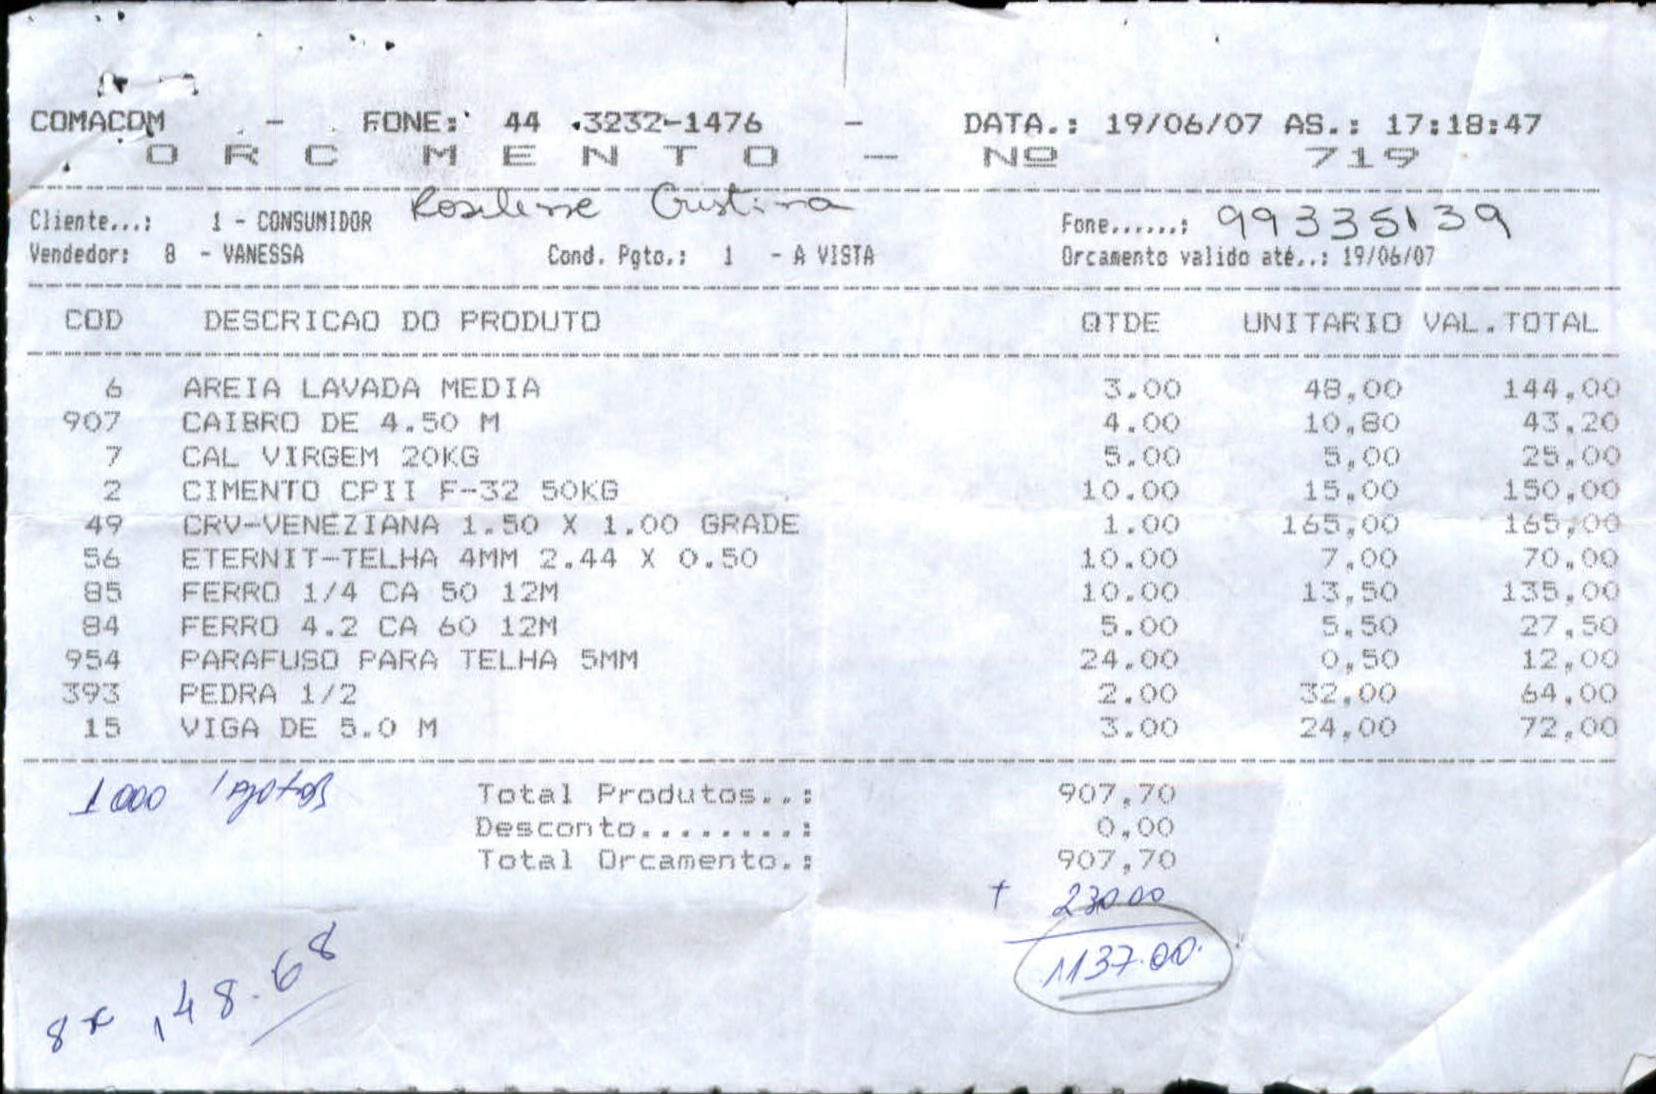 COMACOM - FONE: 44 3232-1476 - DATA.: 19/06/07 AS.: 17:18:47
O R C M E N T O - Nº 719
Cliente...: 1 - CONSUMIDOR Roselene Cristina Fone......: 99335139
Vendedor: 8 - VANESSA Cond. Pgto.: 1 - A VISTA Orcamento valido até..: 19/06/07
COD DESCRICAO DO PRODUTO QTDE UNITARIO VAL.TOTAL
6 AREIA LAVADA MEDIA 3.00 48,00 144,00
907 CAIBRO DE 4.50 M 4.00 10,80 43,20
7 CAL VIRGEM 20KG 5.00 5,00 25,00
2 CIMENTO CPII F-32 50KG 10.00 15,00 150,00
49 CRV-VENEZIANA 1.50 X 1.00 GRADE 1.00 165,00 165,00
56 ETERNIT-TELHA 4MM 2.44 X 0.50 10.00 7,00 70,00
85 FERRO 1/4 CA 50 12M 10.00 13,50 135,00
84 FERRO 4.2 CA 60 12M 5.00 5,50 27,50
954 PARAFUSO PARA TELHA 5MM 24.00 0,50 12,00
393 PEDRA 1/2 2.00 32,00 64,00
15 VIGA DE 5.0 M 3.00 24,00 72,00
1000 Total Produtos..: 907,70
Desconto........: 0,00
Total Orcamento.: 907,70
+ 230.00
1137.00
8x 148.68